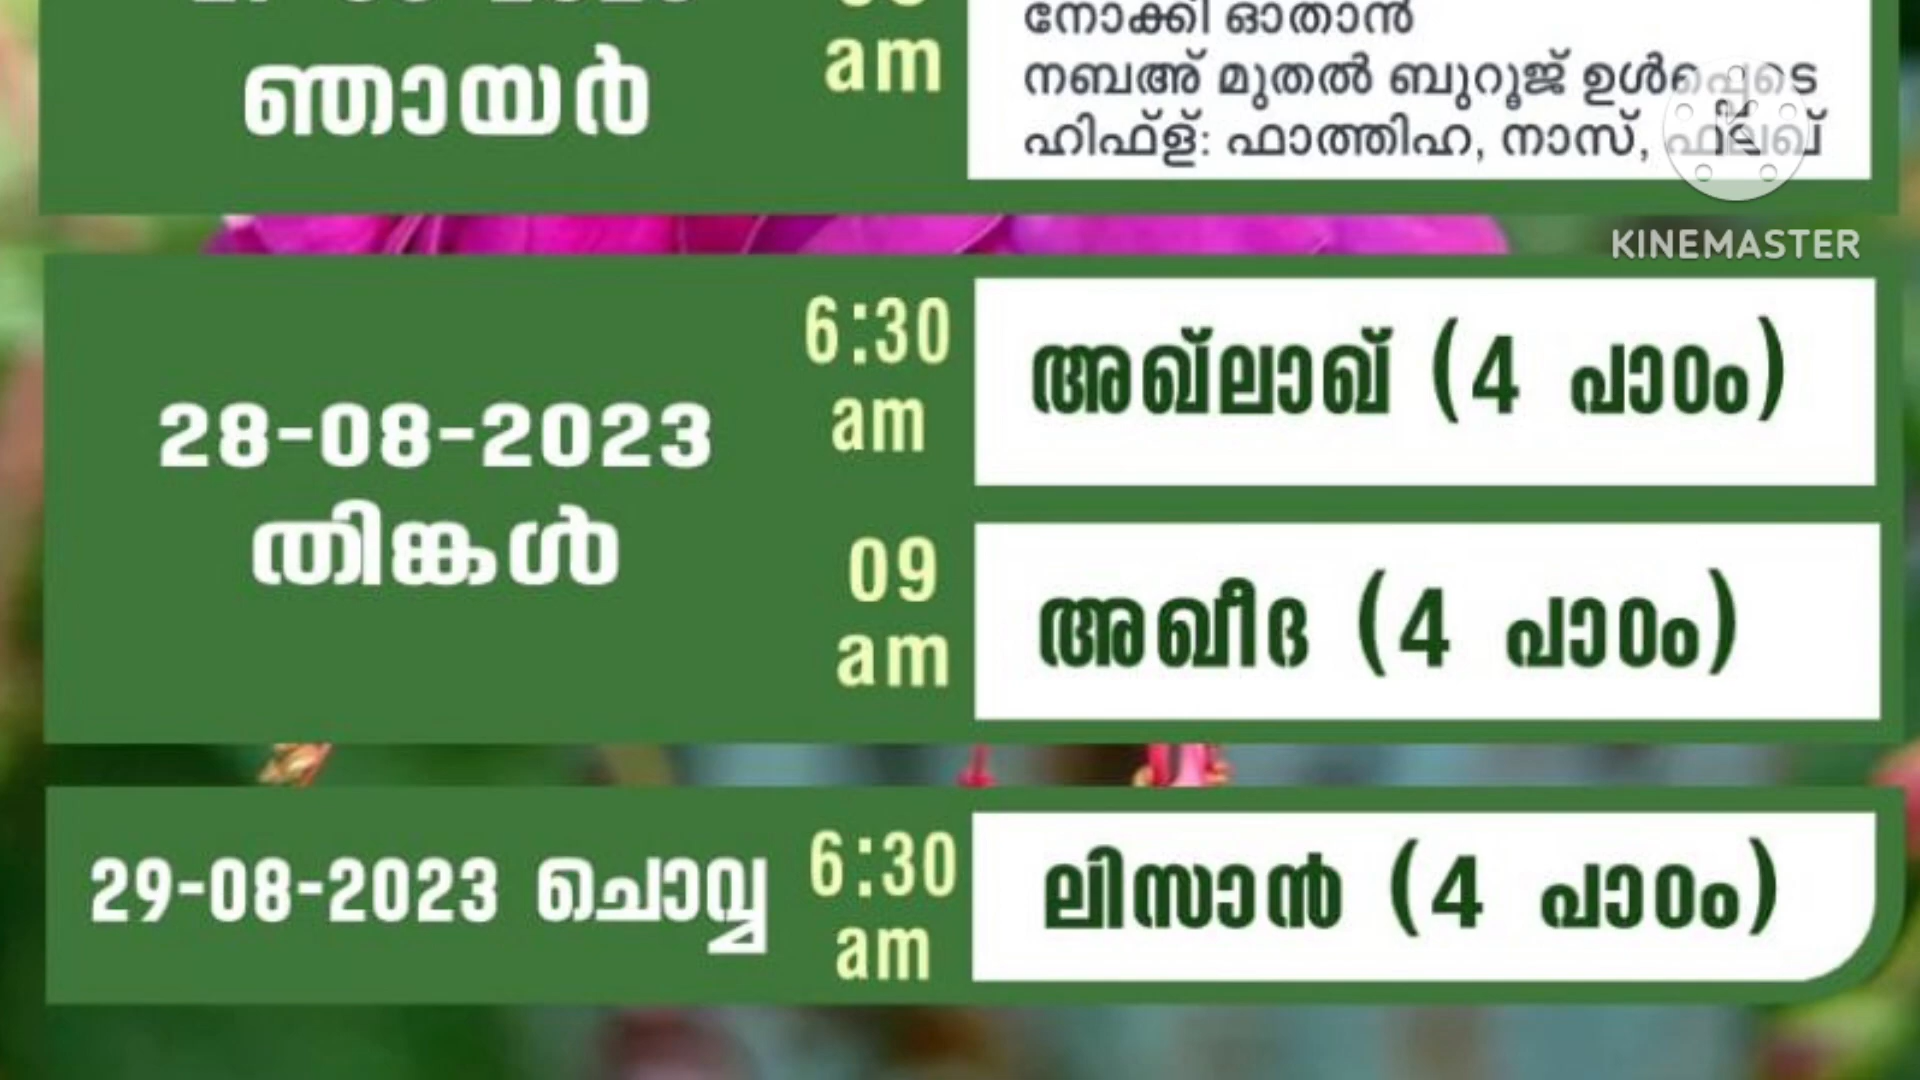 നോക്കി ഓതാൻ
നബഅ് മുതൽ ബുറൂജ് ഉൾപ്പെടെ
ഹിഫ്ള്: ഫാത്തിഹ, നാസ്, ഫലഖ്
am
ഞായർ
KINEMASTER
28-08-2023
തിങ്കൾ
6:30
am
അഖ്ലാഖ് (4 പാഠം)
09
am
അഖീദ (4 പാഠം)
29-08-2023 ചൊവ്വ
6:30
am
ലിസാൻ (4 പാഠം)